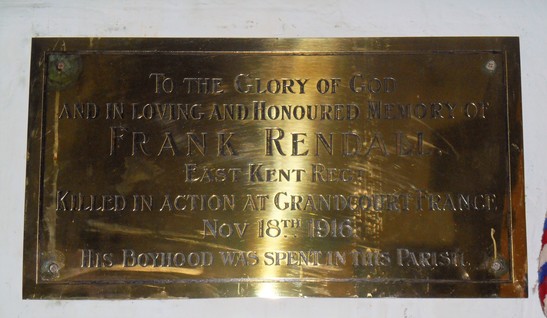 To the Glory of God
and in loving and Honoured Memory of
Frank Rendall.
East Kent Regt
Killed in action at Grandcourt France
Nov 18th 1916.
His Boyhood was spent in this Parish.